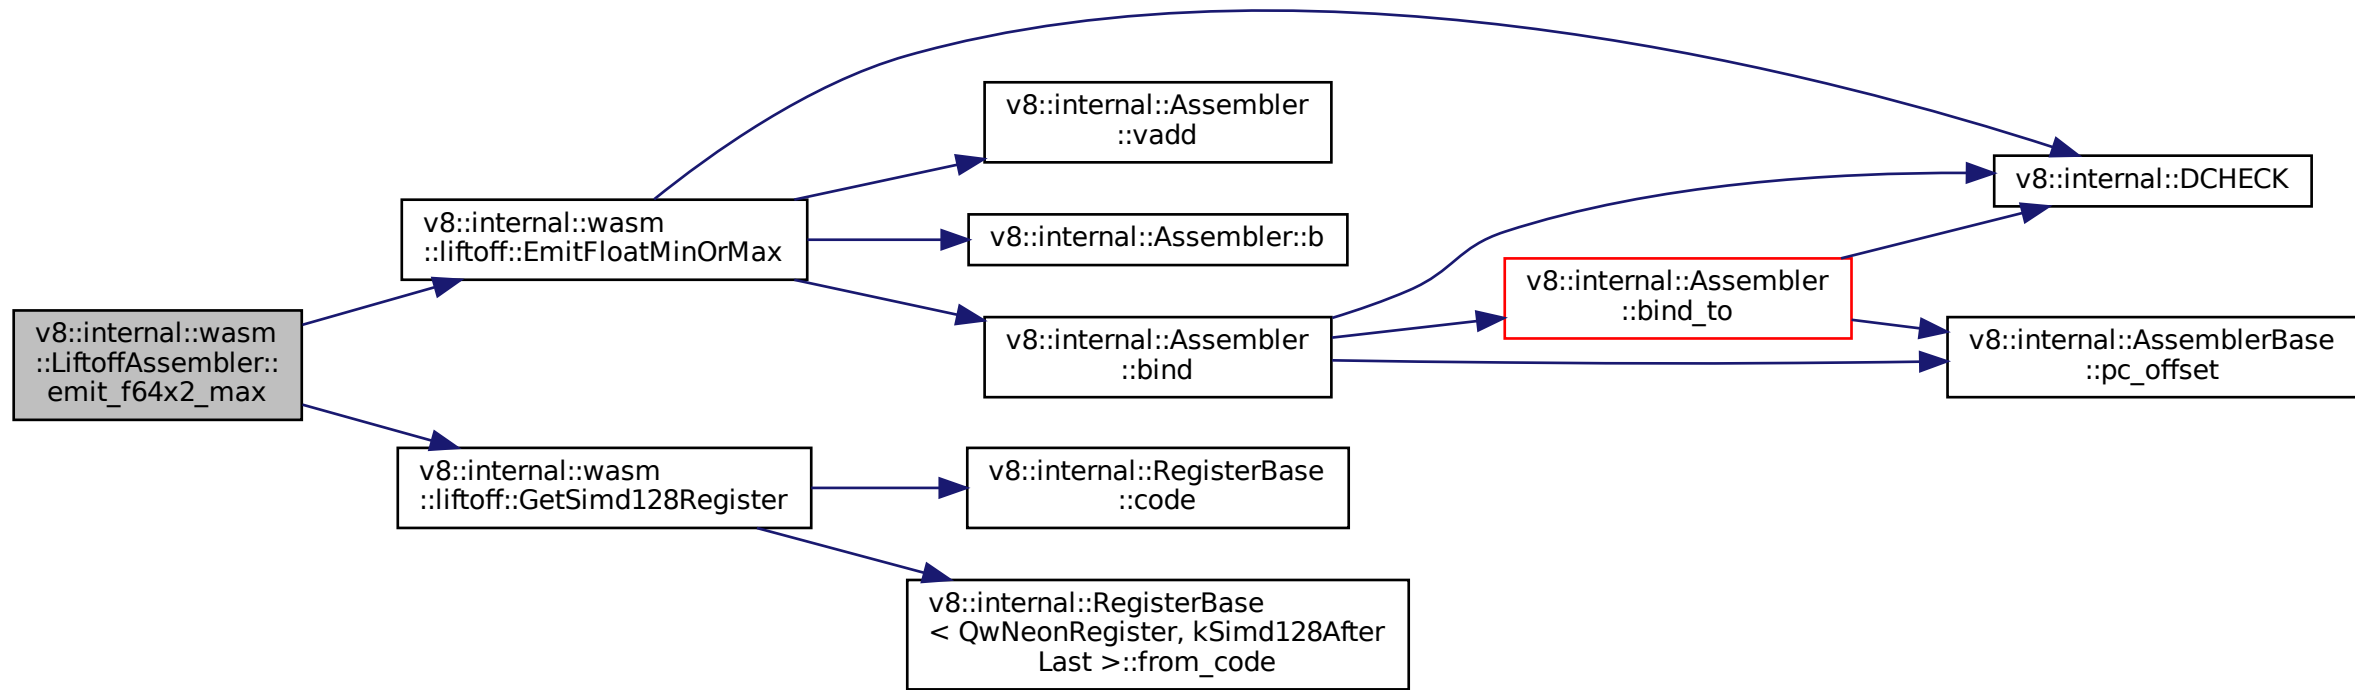 v8::internal::wasm
::LiftoffAssembler::
emit_f64x2_max
v8::internal::wasm
::liftoff::EmitFloatMinOrMax
v8::internal::wasm
::liftoff::GetSimd128Register
v8::internal::Assembler
::vadd
v8::internal::Assembler::b
v8::internal::Assembler
::bind
v8::internal::RegisterBase
::code
v8::internal::RegisterBase
< QwNeonRegister, kSimd128After
Last >::from_code
v8::internal::Assembler
::bind_to
v8::internal::DCHECK
v8::internal::AssemblerBase
::pc_offset